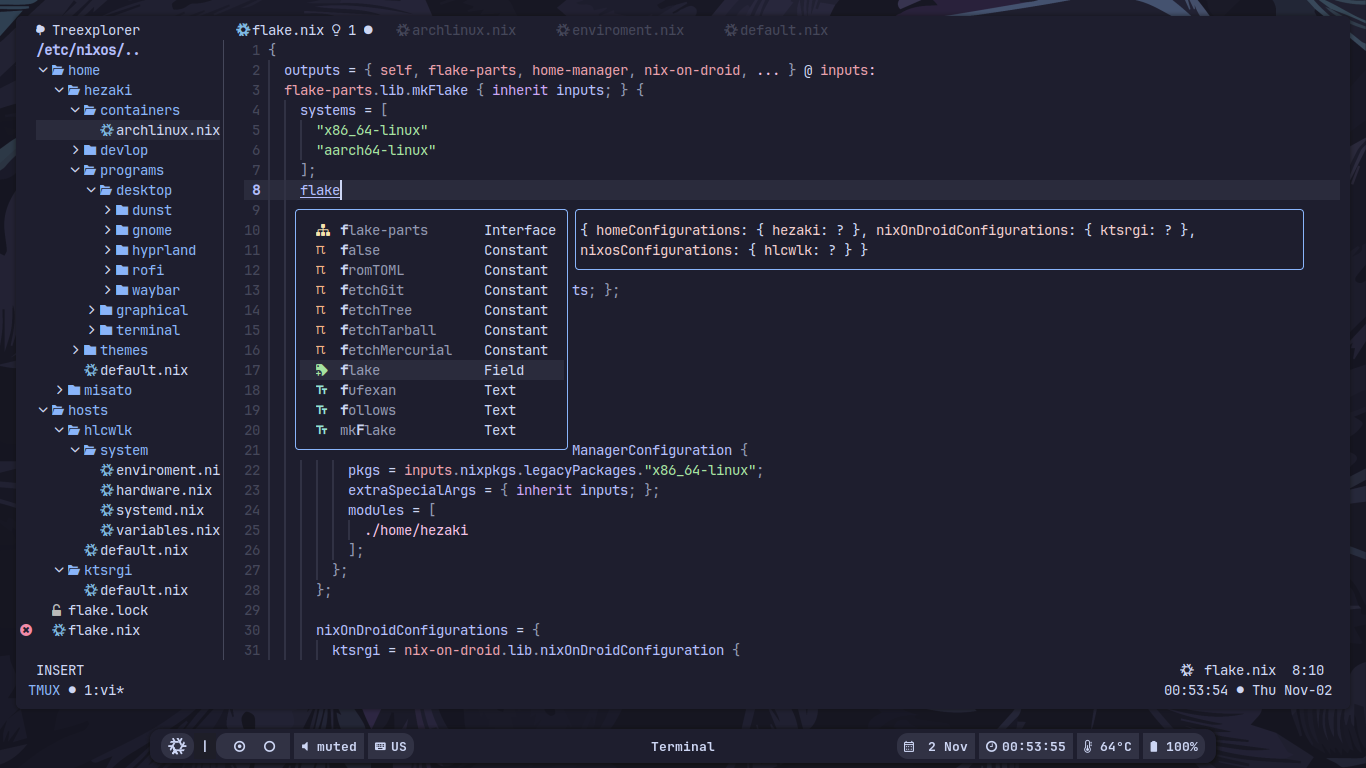 Treexplorer
/etc/nixos/..
home
hezaki
containers
archlinux.nix
devlop
programs
desktop
dunst
gnome
hyprland
rofi
waybar
graphical
terminal
themes
default.nix
misato
hosts
hlcwlk
system
enviroment.ni
hardware.nix
systemd.nix
variables.nix
default.nix
ktsrgi
default.nix
flake.lock
flake.nix
flake.nix 1 ● archlinux.nix enviroment.nix default.nix
1 {
2 outputs = { self, flake-parts, home-manager, nix-on-droid, ... } @ inputs:
3 flake-parts.lib.mkFlake { inherit inputs; } {
4 systems = [
5 "x86_64-linux"
6 "aarch64-linux"
7 ];
8 flake
9
10
11
12
13 ts; };
14
15
16
17
18
19
20
21 ManagerConfiguration {
22 pkgs = inputs.nixpkgs.legacyPackages."x86_64-linux";
23 extraSpecialArgs = { inherit inputs; };
24 modules = [
25 ./home/hezaki
26 ];
27 };
28 };
29
30 nixOnDroidConfigurations = {
31 ktsrgi = nix-on-droid.lib.nixOnDroidConfiguration {
flake-parts Interface
π false Constant
π fromTOML Constant
π fetchGit Constant
π fetchTree Constant
π fetchTarball Constant
π fetchMercurial Constant
flake Field
Tт fufexan Text
Tт follows Text
Tт mkFlake Text
{ homeConfigurations: { hezaki: ? }, nixOnDroidConfigurations: { ktsrgi: ? },
nixosConfigurations: { hlcwlk: ? } }
INSERT flake.nix 8:10
TMUX ● 1:vi* 00:53:54 ● Thu Nov-02
| muted US Terminal 2 Nov 00:53:55 64°C 100%